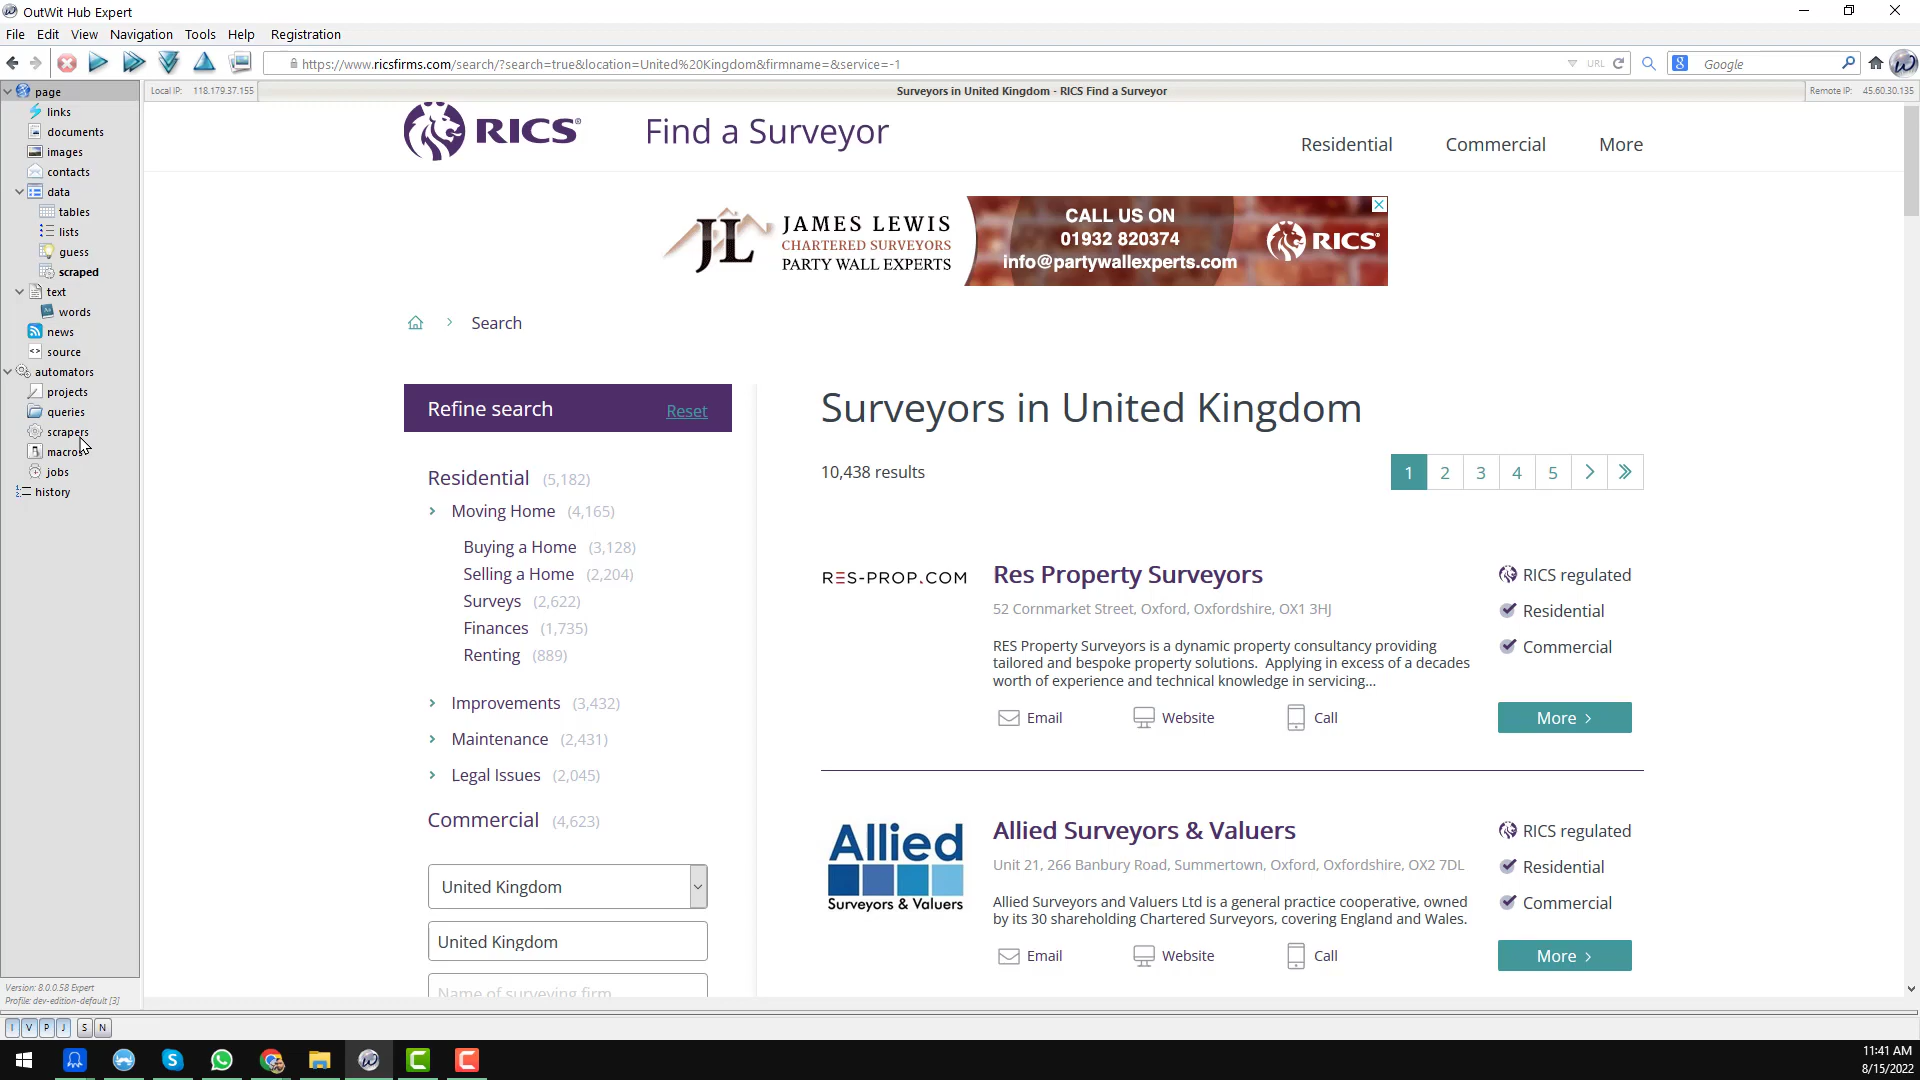 OutWit Hub Expert
File Edit View Navigation Tools Help Registration
https://www.ricsfirms.com/search/?search=true&location=United%20Kingdom&firmname=&service=-1
URL
Google
page
links
documents
images
contacts
data
tables
lists
guess
scraped
text
words
news
source
automators
projects
queries
scrapers
macros
jobs
history
Version: 8.0.0.58 Expert
Profile: dev-edition-default [3]
Local IP: 118.179.37.155
Surveyors in United Kingdom - RICS Find a Surveyor
Remote IP: 45.60.30.135
RICS
Find a Surveyor
Residential Commercial More
JL
JAMES LEWIS
CHARTERED SURVEYORS
PARTY WALL EXPERTS
CALL US ON
01932 820374
info@partywallexperts.com
RICS
Search
Refine search Reset
Residential (5,182)
Moving Home (4,165)
Buying a Home (3,128)
Selling a Home (2,204)
Surveys (2,622)
Finances (1,735)
Renting (889)
Improvements (3,432)
Maintenance (2,431)
Legal Issues (2,045)
Commercial (4,623)
United Kingdom
United Kingdom
Name of surveying firm
Surveyors in United Kingdom
10,438 results
1 2 3 4 5
RES-PROP.COM
Res Property Surveyors
52 Cornmarket Street, Oxford, Oxfordshire, OX1 3HJ
RES Property Surveyors is a dynamic property consultancy providing
tailored and bespoke property solutions.  Applying in excess of a decades
worth of experience and technical knowledge in servicing...
Email Website Call
RICS regulated
Residential
Commercial
More
Allied
Surveyors & Valuers
Allied Surveyors & Valuers
Unit 21, 266 Banbury Road, Summertown, Oxford, Oxfordshire, OX2 7DL
Allied Surveyors and Valuers Ltd is a general practice cooperative, owned
by its 30 shareholding Chartered Surveyors, covering England and Wales.
Email Website Call
RICS regulated
Residential
Commercial
More
I V P J S N
11:41 AM
8/15/2022